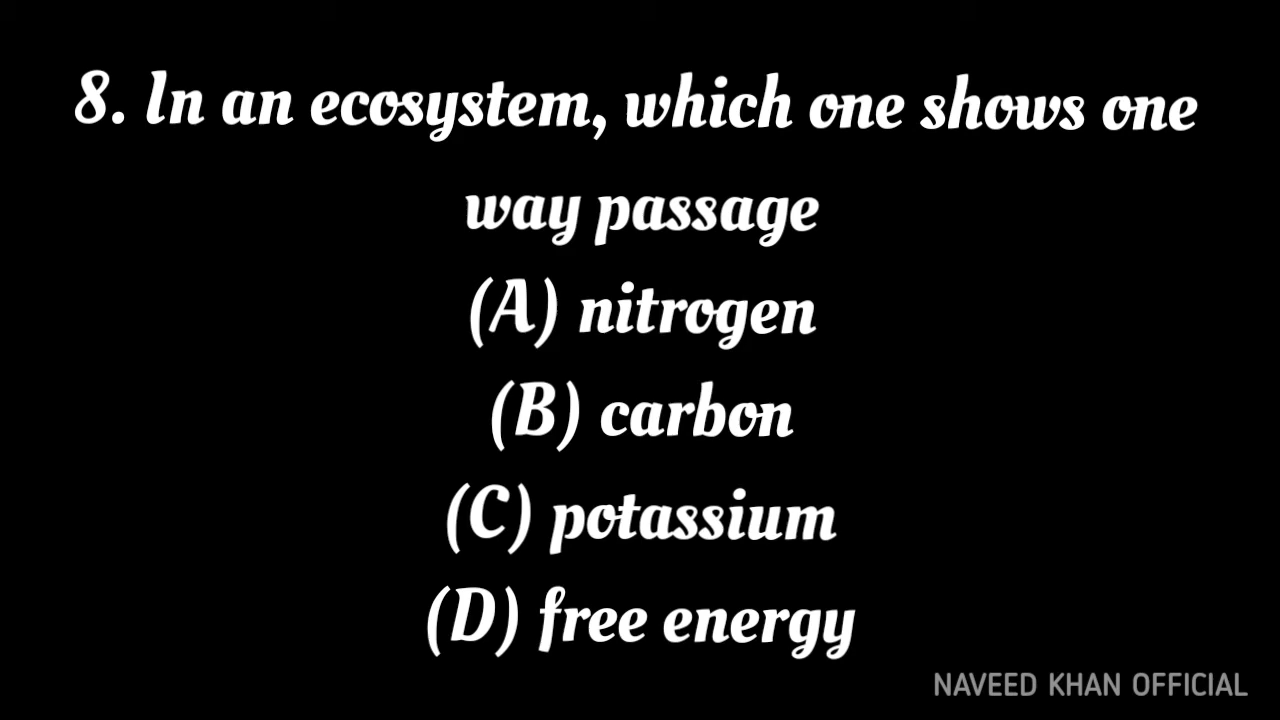 8. In an ecosystem, which one shows one
way passage
(A) nitrogen
(B) carbon
(C) potassium
(D) free energy
NAVEED KHAN OFFICIAL